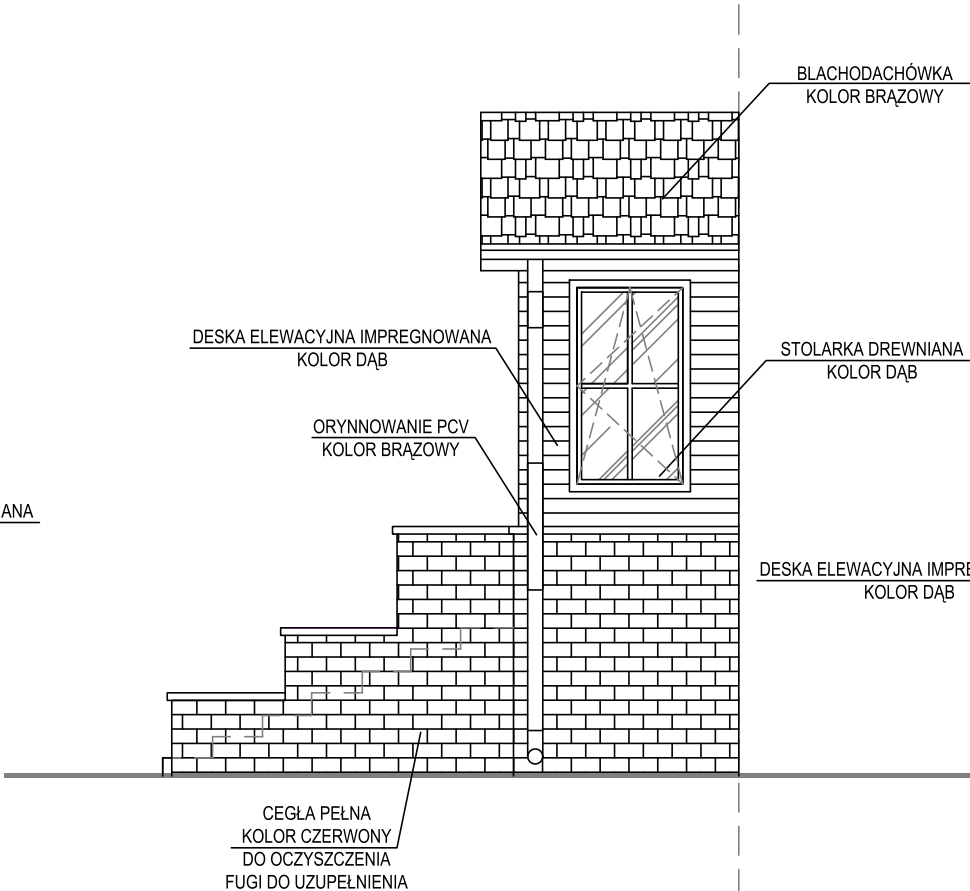 BLACHODACHÓWKA
KOLOR BRĄZOWY
DESKA ELEWACYJNA IMPREGNOWANA
KOLOR DĄB
STOLARKA DREWNIANA
KOLOR DĄB
ORYNNOWANIE PCV
KOLOR BRĄZOWY
ANA
DESKA ELEWACYJNA IMPRE
KOLOR DĄB
CEGŁA PEŁNA
KOLOR CZERWONY
DO OCZYSZCZENIA
FUGI DO UZUPEŁNIENIA